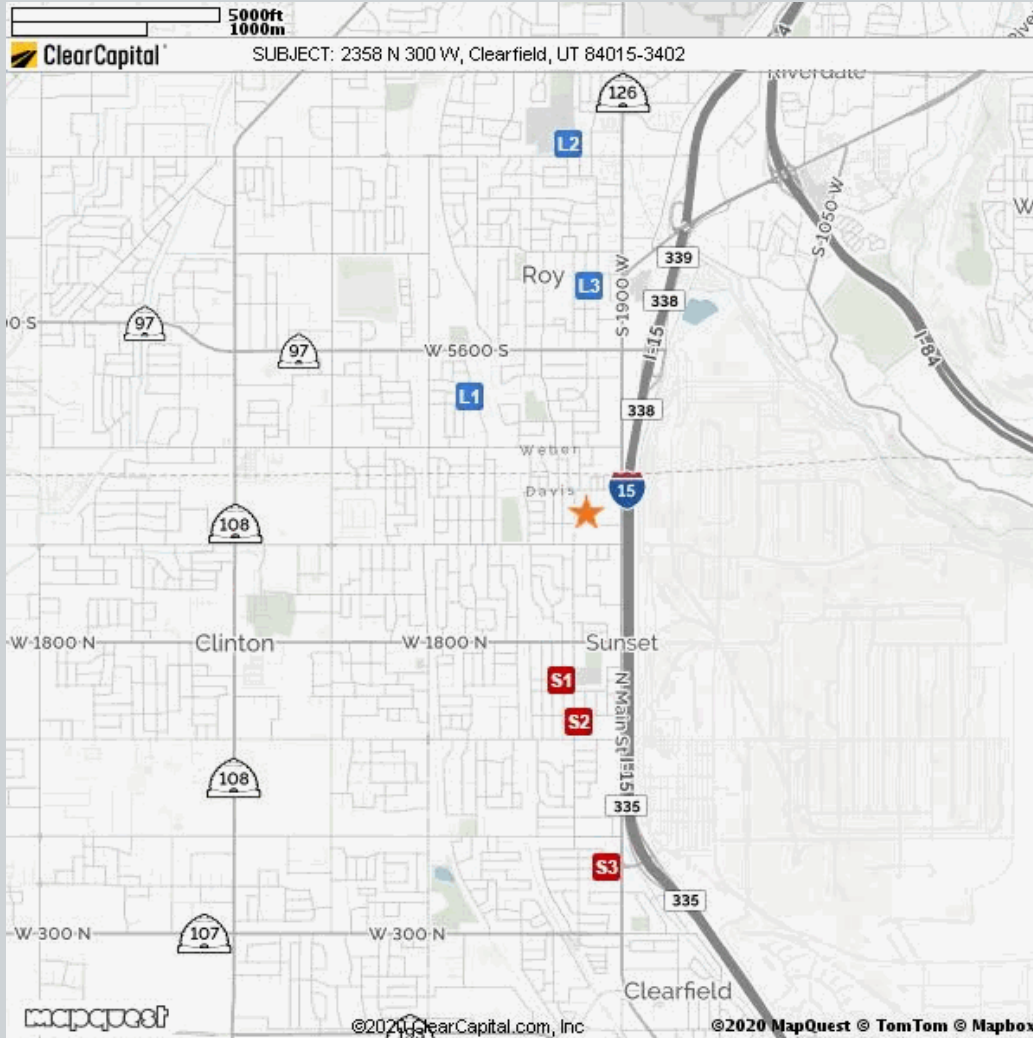 5000ft
1000m
ClearCapital
SUBJECT: 2358 N 300 W, Clearfield, UT 84015-3402
Riverdale
126
L2
S 1050 W
W
339
Roy
L3
338
S 1900 W
97
97
W 5600 S
I-15
I-84
L1
338
Weber
Davis
15
108
W 1800 N
Clinton
W 1800 N
Sunset
S1
S2
N Main St
I-15
108
335
S3
335
W 300 N
107
W 300 N
Clearfield
mapquest
©2020 ClearCapital.com, Inc
©2020 MapQuest © TomTom © Mapbox